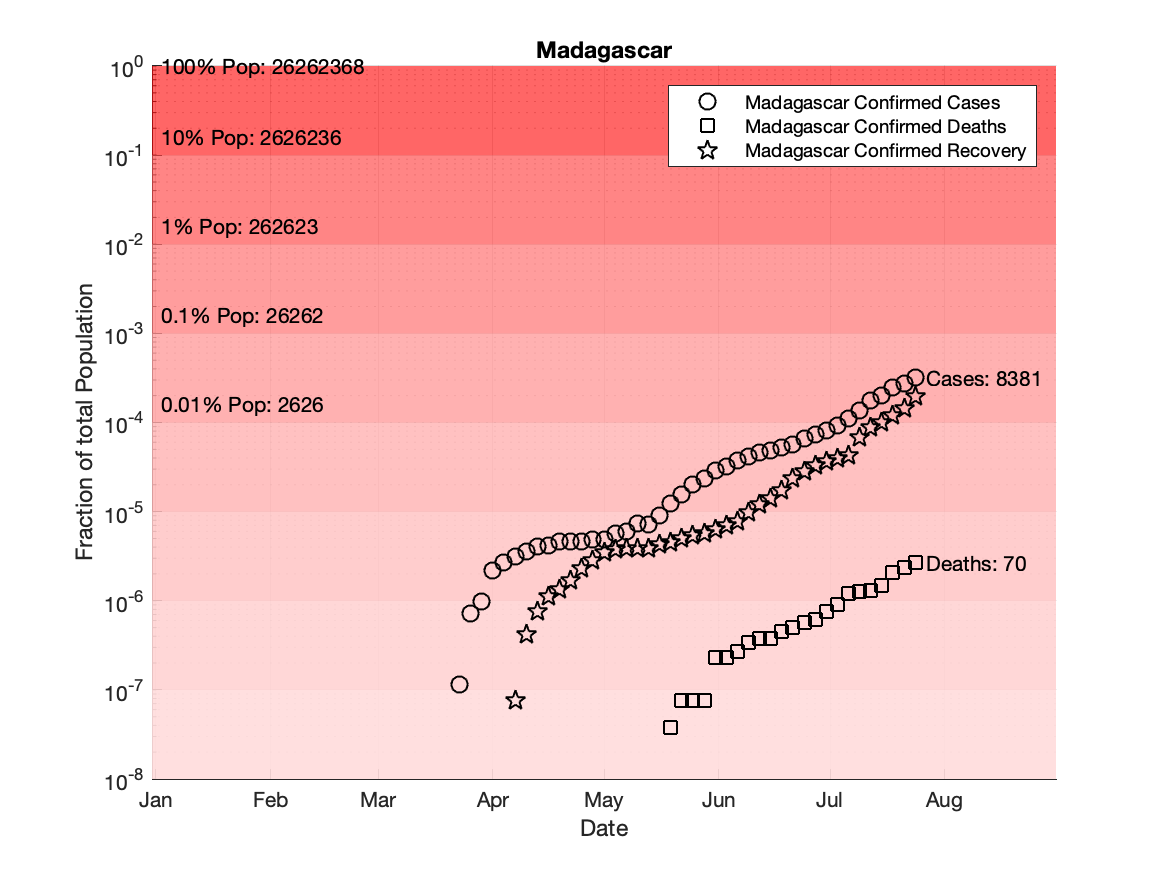 Madagascar
10^0
100% Pop: 26262368
Madagascar Confirmed Cases
Madagascar Confirmed Deaths
Madagascar Confirmed Recovery
10% Pop: 2626236
10^-1
1% Pop: 262623
10^-2
0.1% Pop: 26262
10^-3
0.01% Pop: 2626
10^-4
Cases: 8381
10^-5
Deaths: 70
10^-6
10^-7
10^-8
Fraction of total Population
Jan Feb Mar Apr May Jun Jul Aug
Date